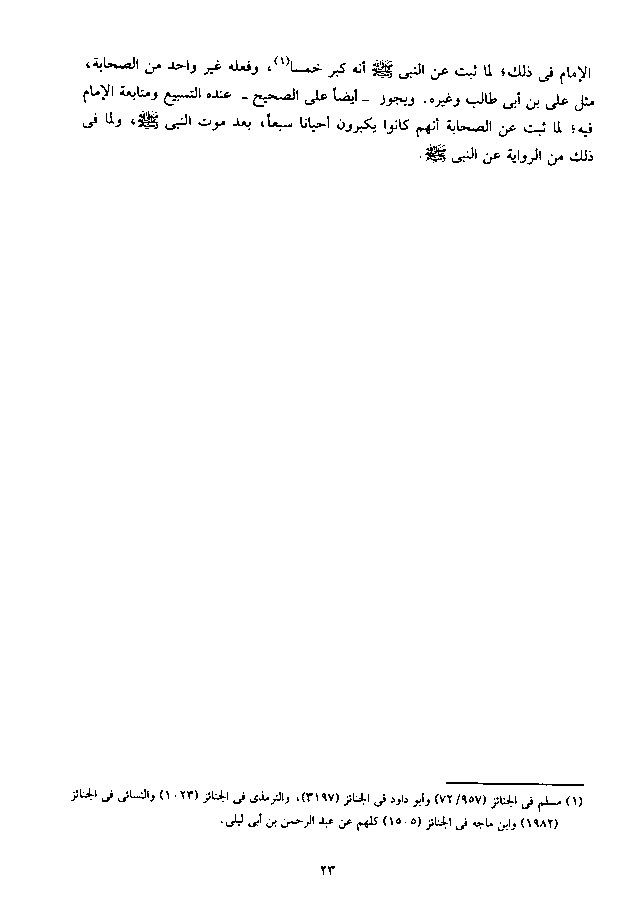 الإمام فى ذلك؛ لما ثبت عن النبى ﷺ أنه كبر خمسا(١)، وفعله غير واحد من الصحابة،
مثل على بن أبى طالب وغيره. ويجوز ـ أيضاً على الصحيح ـ عنده التسبيع ومتابعة الإمام
فيه؛ لما ثبت عن الصحابة أنهم كانوا يكبرون أحيانا سبعاً، بعد موت النبى ﷺ، ولما فى
ذلك من الرواية عن النبى ﷺ.
(١) مسلم فى الجنائز (٩٥٧/ ٧٢) وأبو داود فى الجنائز (٣١٩٧)، والترمذى فى الجنائز (١٠٢٣) والنسائى فى الجنائز
(١٩٨٢) وابن ماجه فى الجنائز (١٥٠٥) كلهم عن عبد الرحمن بن أبى ليلى.
٢٣